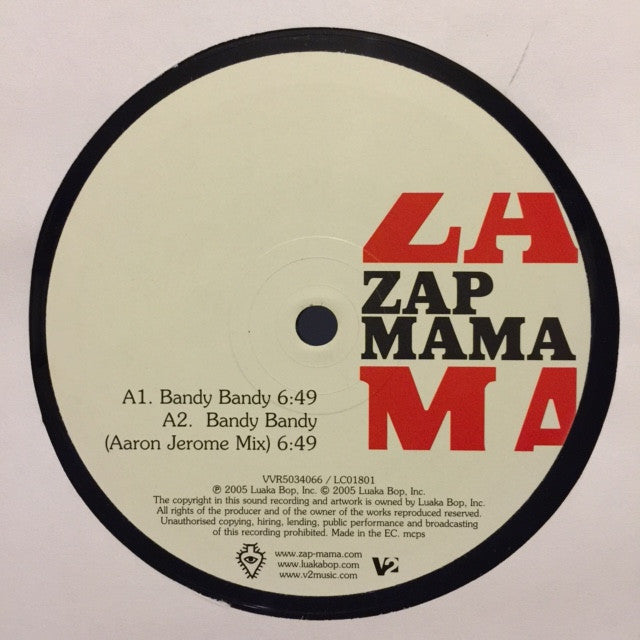 ZA
ZAP
MAMA
MA
A1. Bandy Bandy 6:49
A2. Bandy Bandy
(Aaron Jerome Mix) 6:49
VVR5034066 / LC01801
℗ 2005 Luaka Bop, Inc. © 2005 Luaka Bop, Inc.
The copyright in this sound recording and artwork is owned by Luaka Bop, Inc.
All rights of the producer and of the owner of the works reproduced reserved.
Unauthorised copying, hiring, lending, public performance and broadcasting
of this recording prohibited. Made in the EC. mcps
www.zap-mama.com
www.luakabop.com
www.v2music.com
V2